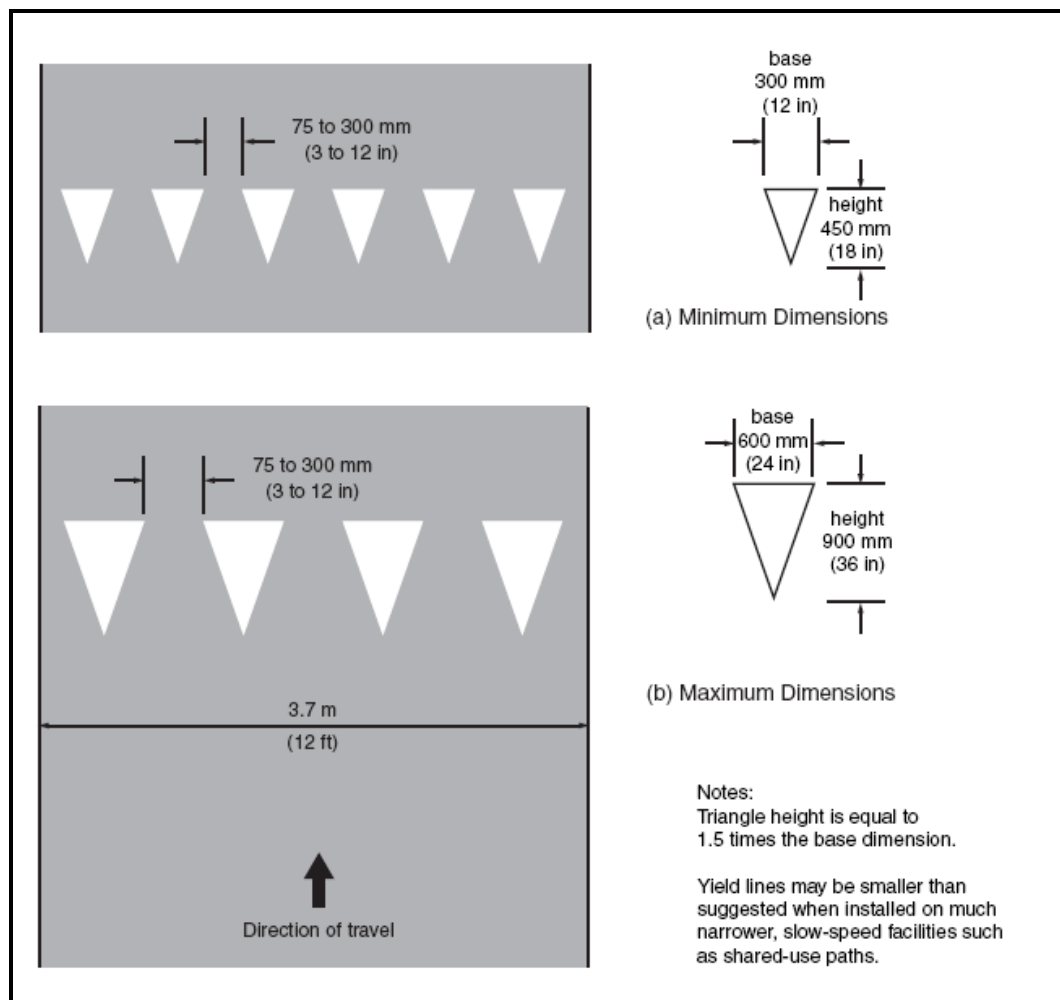 75 to 300 mm
(3 to 12 in)
base
300 mm
(12 in)
height
450 mm
(18 in)
(a) Minimum Dimensions
75 to 300 mm
(3 to 12 in)
base
600 mm
(24 in)
height
900 mm
(36 in)
(b) Maximum Dimensions
3.7 m
(12 ft)
Direction of travel
Notes:
Triangle height is equal to
1.5 times the base dimension.
Yield lines may be smaller than
suggested when installed on much
narrower, slow-speed facilities such
as shared-use paths.